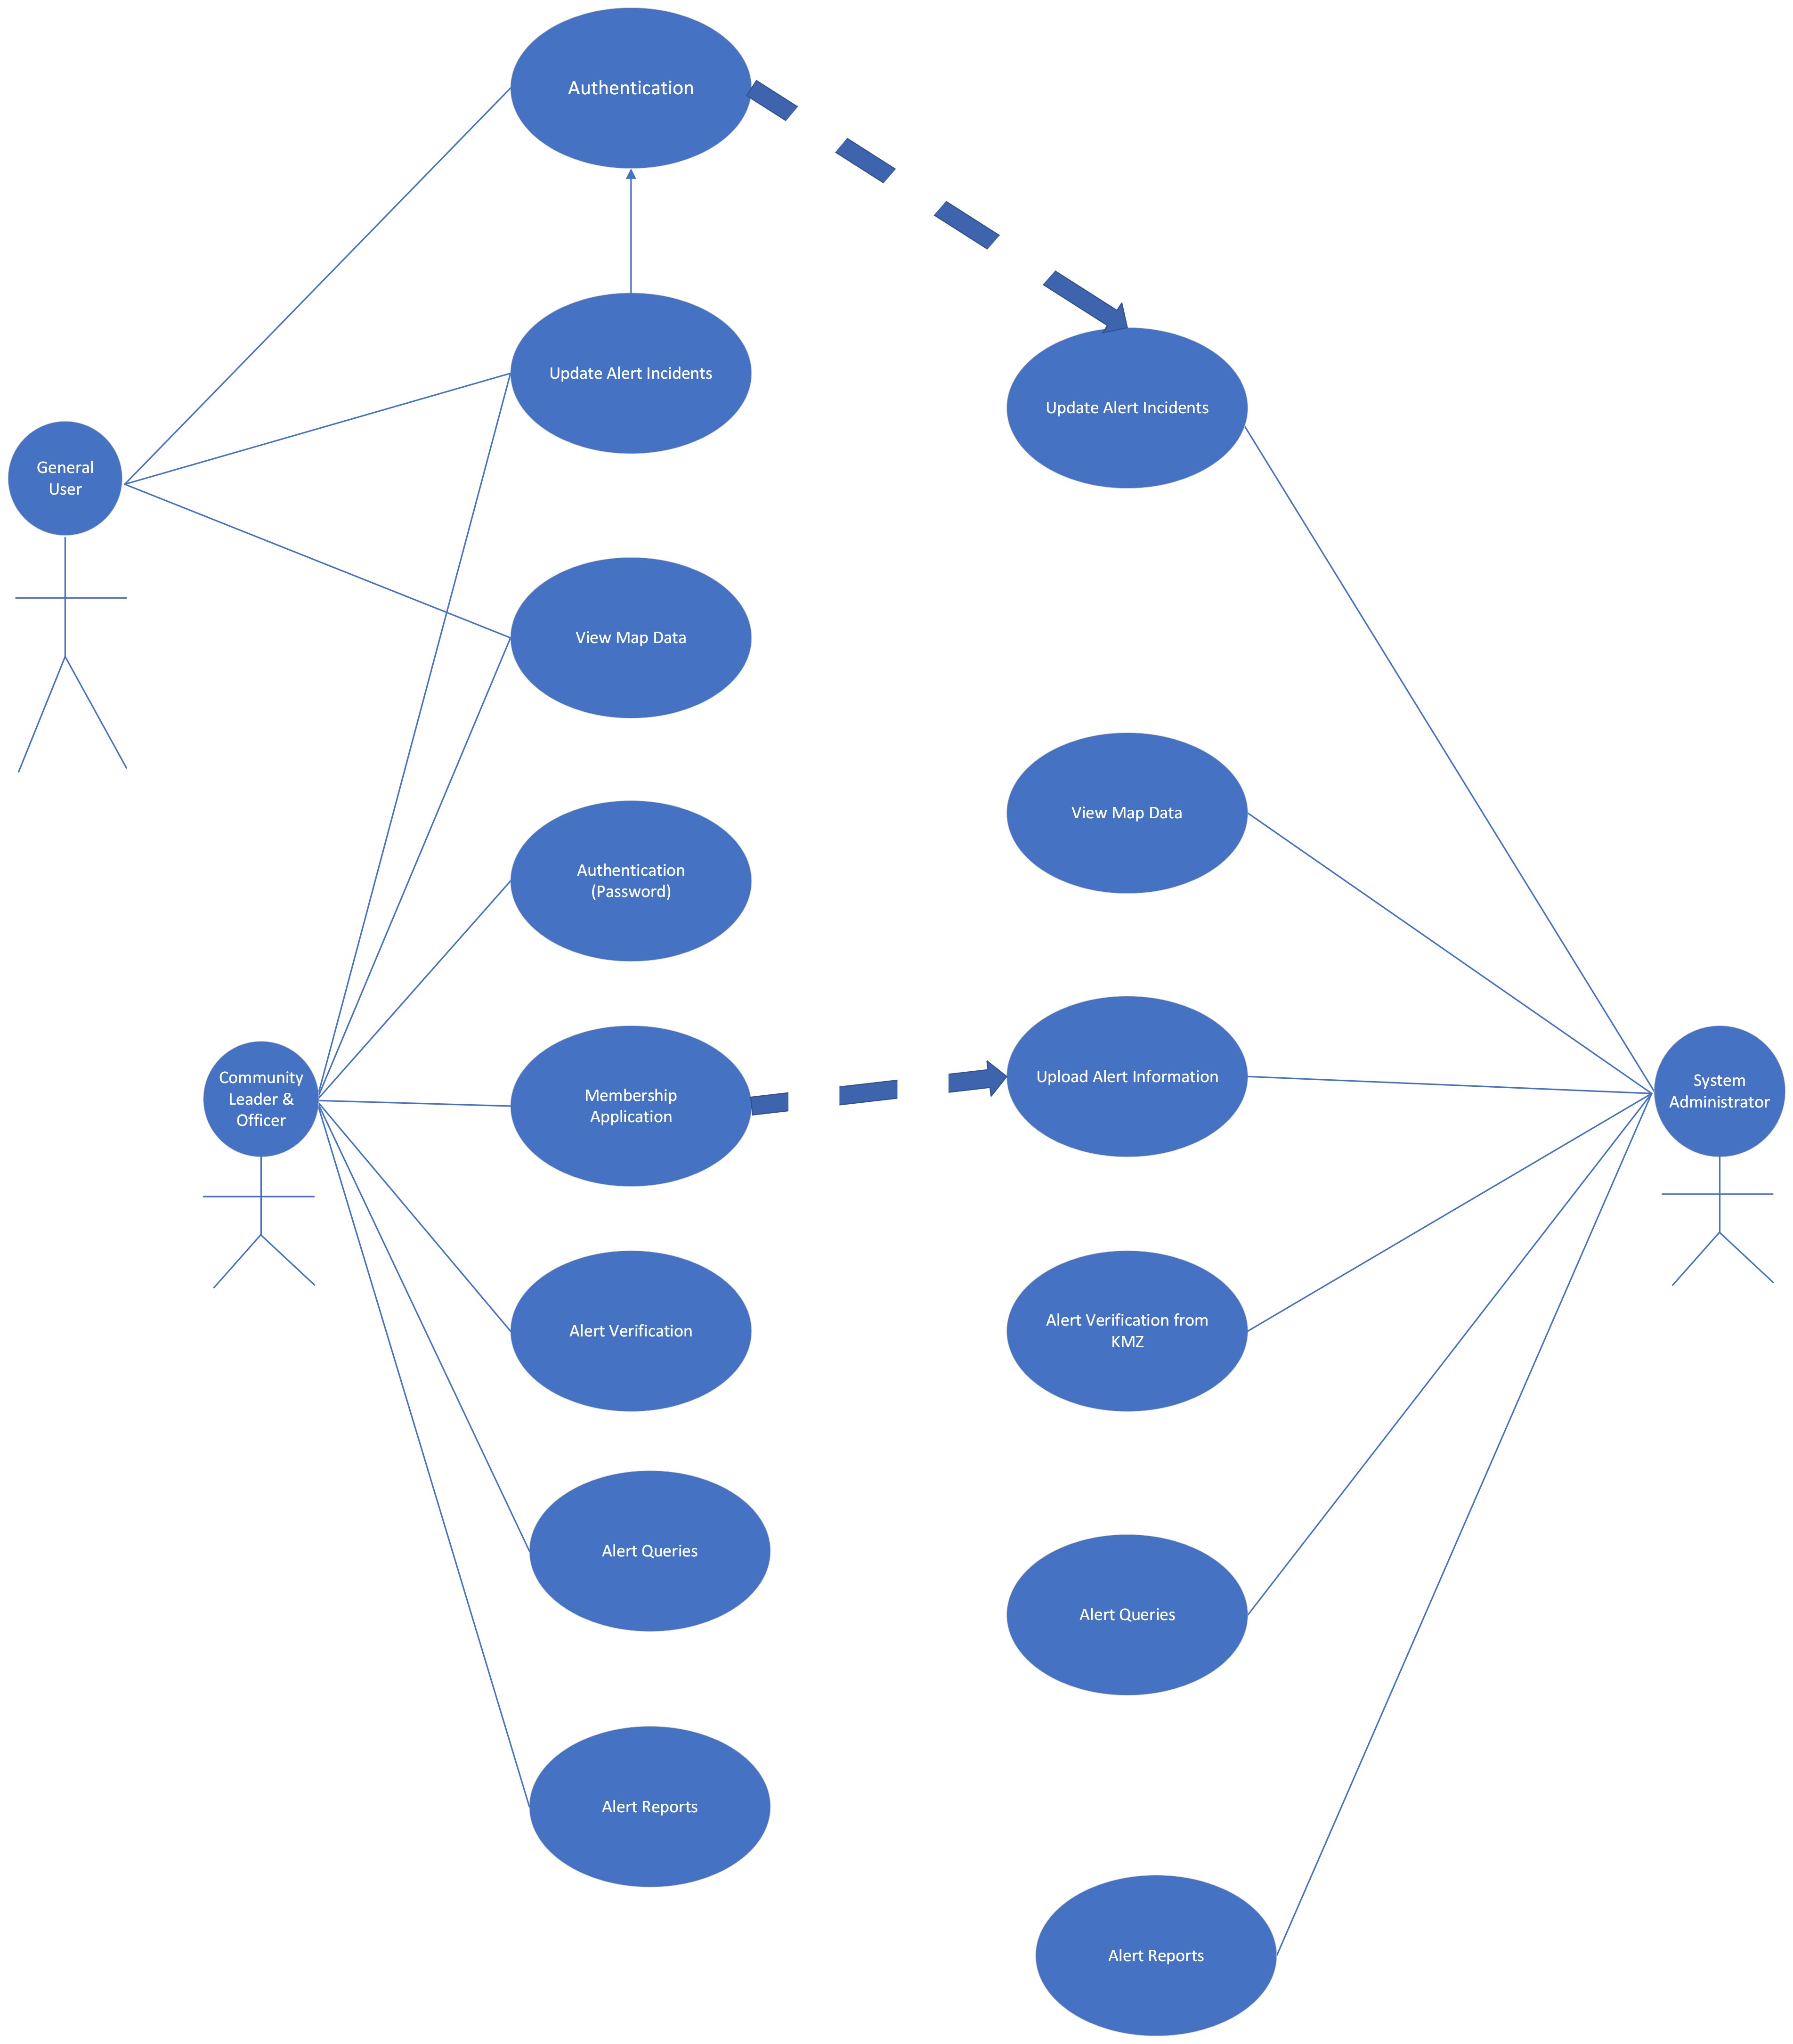 Authentication
Update Alert Incidents
Update Alert Incidents
General
User
View Map Data
View Map Data
Authentication
(Password)
Community
Leader &
Officer
Membership
Application
Upload Alert Information
System
Administrator
Alert Verification
Alert Verification from
KMZ
Alert Queries
Alert Queries
Alert Reports
Alert Reports